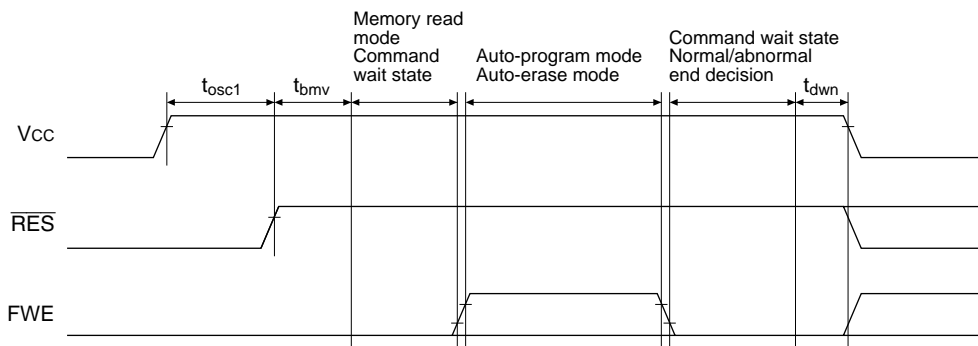 Memory read
mode
Command
wait state
Auto-program mode
Auto-erase mode
Command wait state
Normal/abnormal
end decision
tosc1
tbmv
tdwn
VCC
RES
FWE